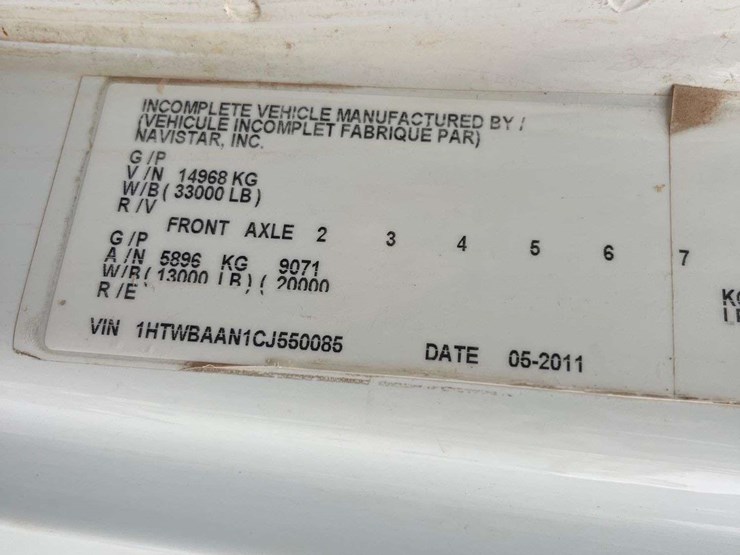 INCOMPLETE VEHICLE MANUFACTURED BY /
(VEHICULE INCOMPLET FABRIQUE PAR)
NAVISTAR, INC.
G /P
V /N 14968 KG
W/B ( 33000 LB )
R /V
FRONT AXLE 2 3 4 5 6 7
G /P
A /N 5896 KG 9071
W/B ( 13000 LB ) ( 20000
R /E
VIN 1HTWBAAN1CJ550085 DATE 05-2011